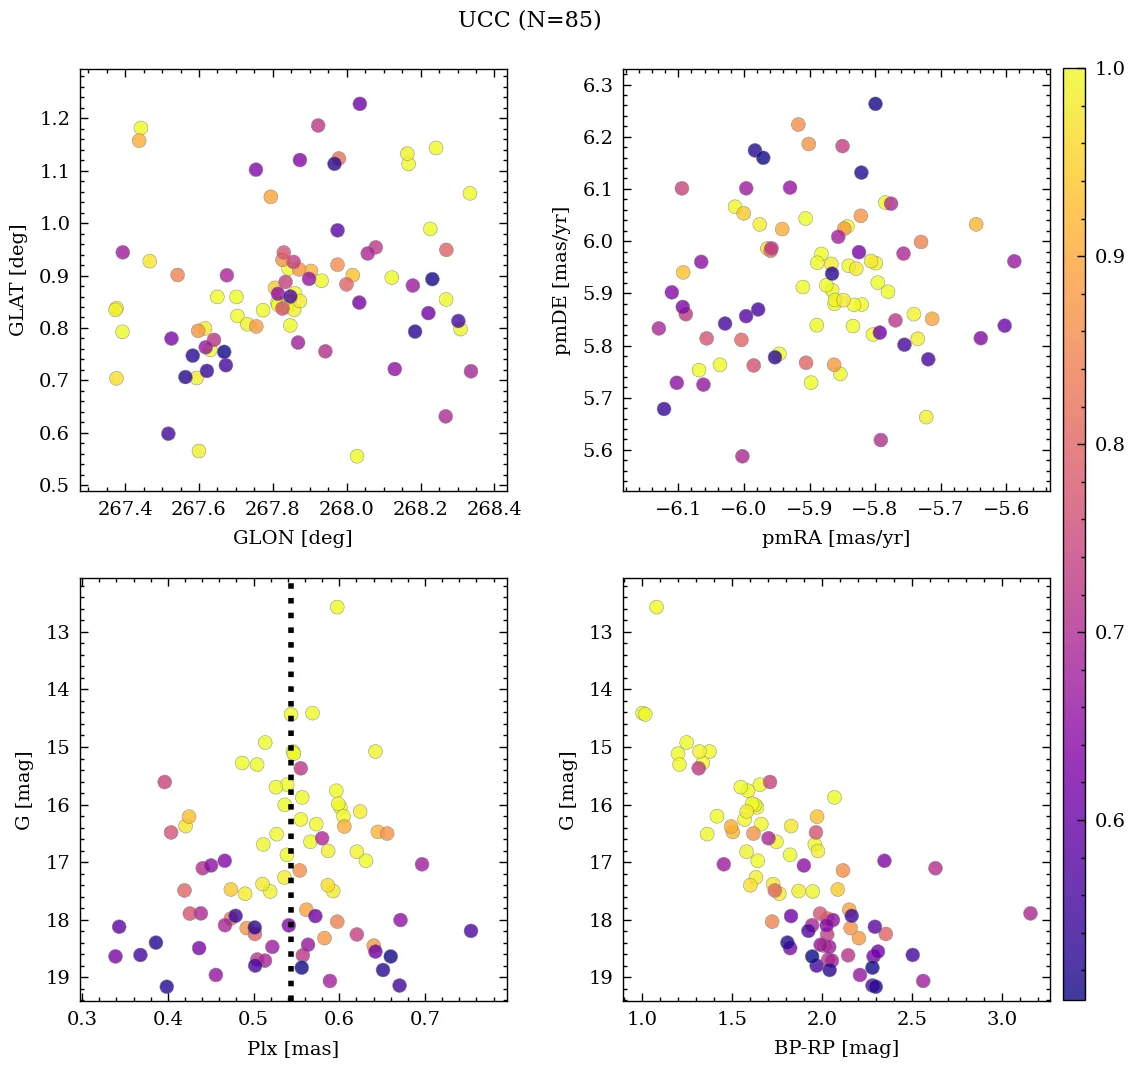 UCC (N=85)
1.2
1.1
1.0
0.9
0.8
0.7
0.6
0.5
GLAT [deg]
267.4 267.6 267.8 268.0 268.2 268.4
GLON [deg]
6.3
6.2
6.1
6.0
5.9
5.8
5.7
5.6
pmDE [mas/yr]
−6.1 −6.0 −5.9 −5.8 −5.7 −5.6
pmRA [mas/yr]
1.0
0.9
0.8
0.7
0.6
13
14
15
16
17
18
19
G [mag]
0.3 0.4 0.5 0.6 0.7
Plx [mas]
13
14
15
16
17
18
19
G [mag]
1.0 1.5 2.0 2.5 3.0
BP-RP [mag]